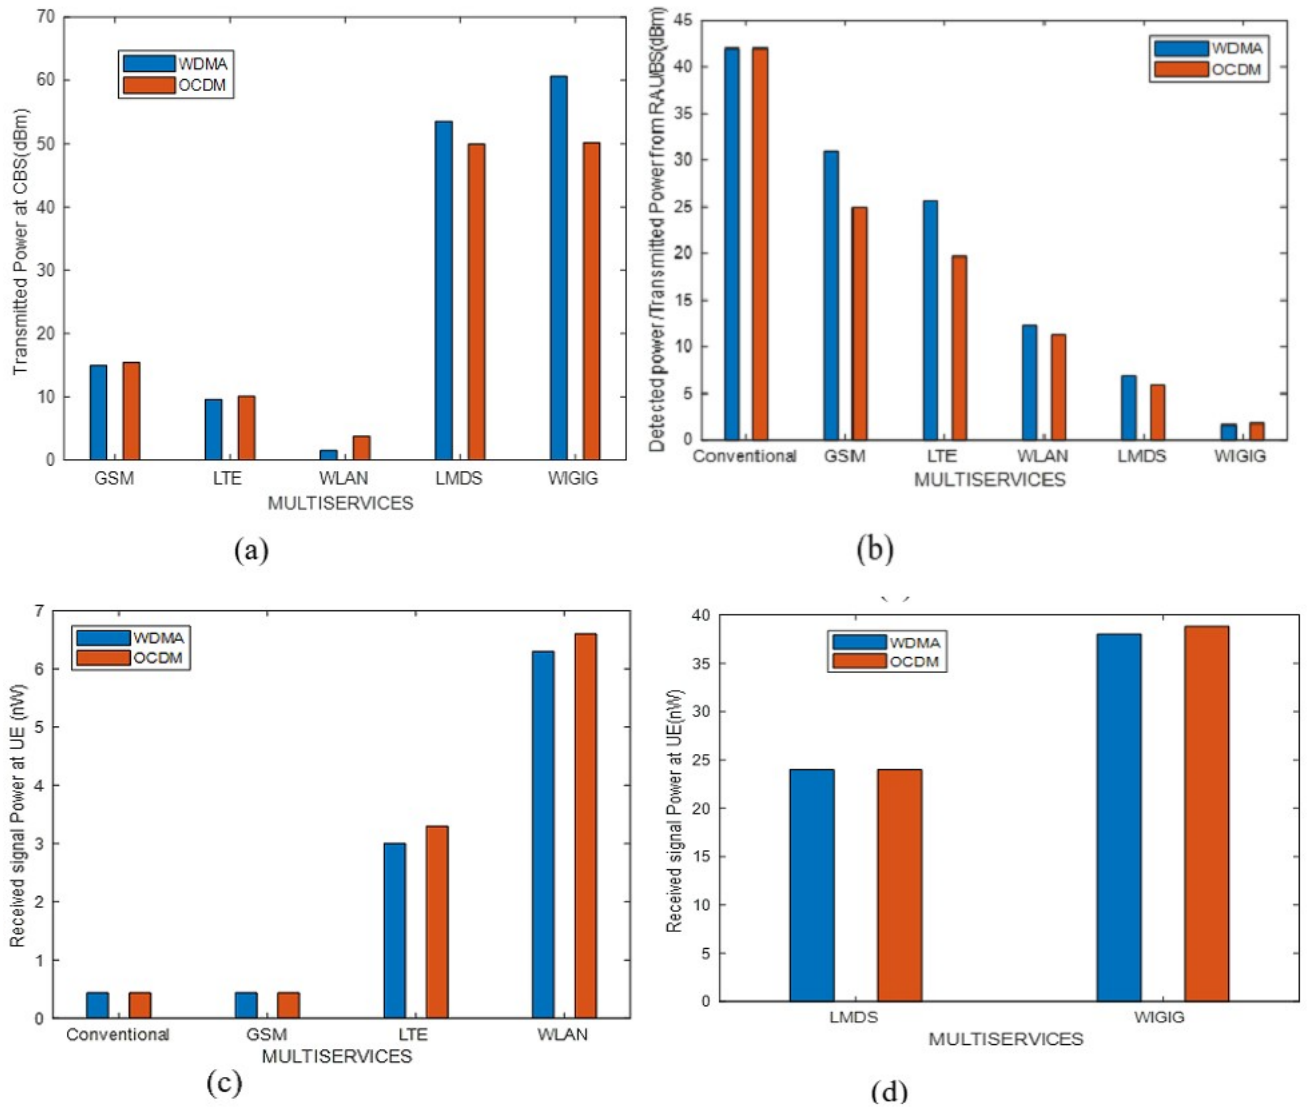 70
60
50
40
30
20
10
0
Transmitted Power at CBS(dBm)
WDMA
OCDM
GSM LTE WLAN LMDS WIGIG
MULTISERVICES
(a)
45
40
35
30
25
20
15
10
5
0
Detected power /Transmitted Power from RAU/BS(dBm)
WDMA
OCDM
Conventional GSM LTE WLAN LMDS WIGIG
MULTISERVICES
(b)
7
6
5
4
3
2
1
0
Received signal Power at UE (nW)
WDMA
OCDM
Conventional GSM LTE WLAN
MULTISERVICES
(c)
40
35
30
25
20
15
10
5
0
Received signal Power at UE(nW)
WDMA
OCDM
LMDS WIGIG
MULTISERVICES
(d)